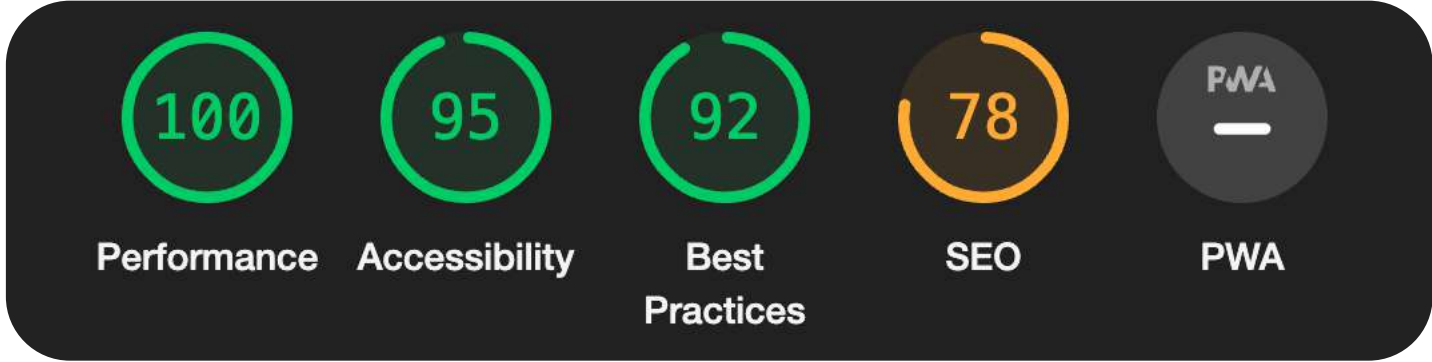 100
95
92
78
PWA
Performance
Accessibility
Best
Practices
SEO
PWA